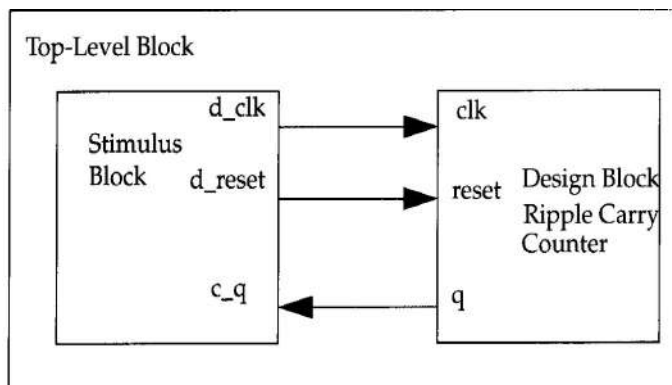 Top-Level Block
Stimulus
Block
d_clk
d_reset
c_q
clk
reset
q
Design Block
Ripple Carry
Counter